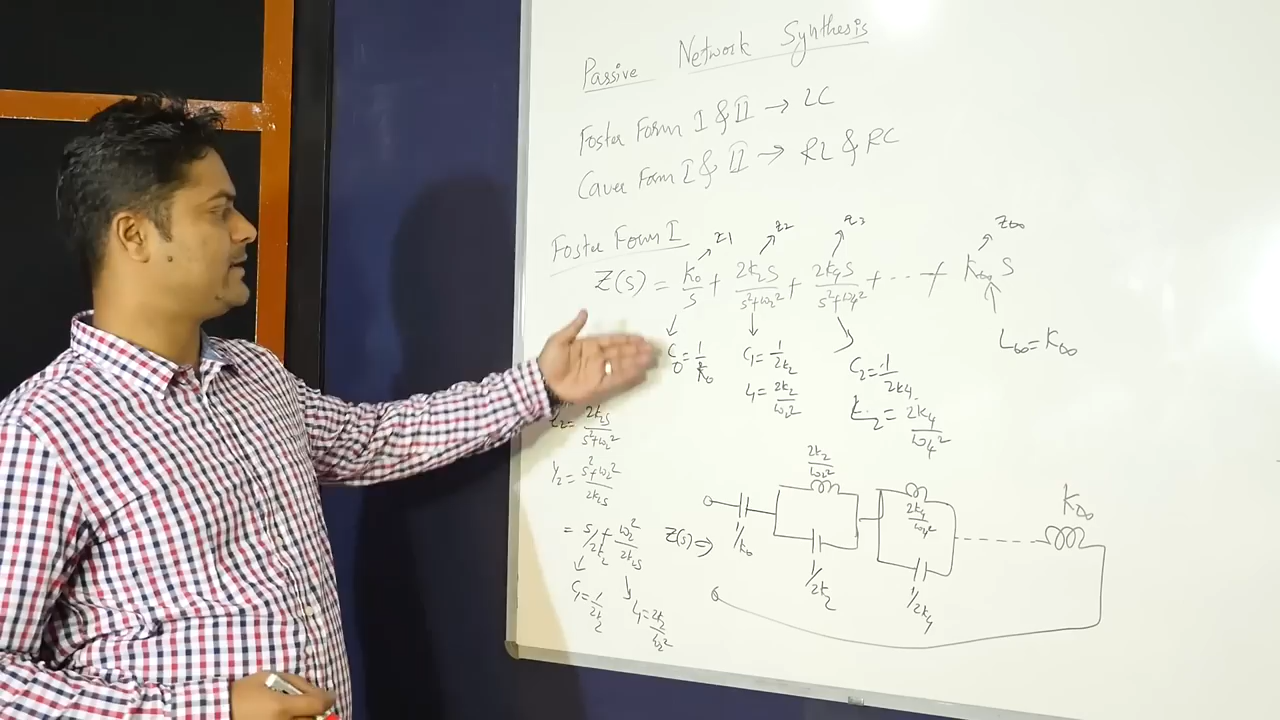 Passive Network Synthesis
Foster Form I & II → LC
Cauer Form I & II → RL & RC
Foster Form I
z1 z2 z3 z∞
Z(s) = k0/s + 2k2s/(s²+ω2²) + 2k4s/(s²+ω4²) + ... + k∞s
C0 = 1/k0
C1 = 1/2k2
L1 = 2k2/ω2²
C2 = 1/2k4
L2 = 2k4/ω4²
L∞ = k∞
z2 = 2k2s/(s²+ω2²)
1/z = (s²+ω2²)/2k2s
= s/2k2 + ω2²/2k2s
C1 = 1/2k2
L1 = 2k2/ω2²
Z(s) ⇒
1/k0
2k2/ω2²
1/2k2
2k4/ω4²
1/2k4
k∞